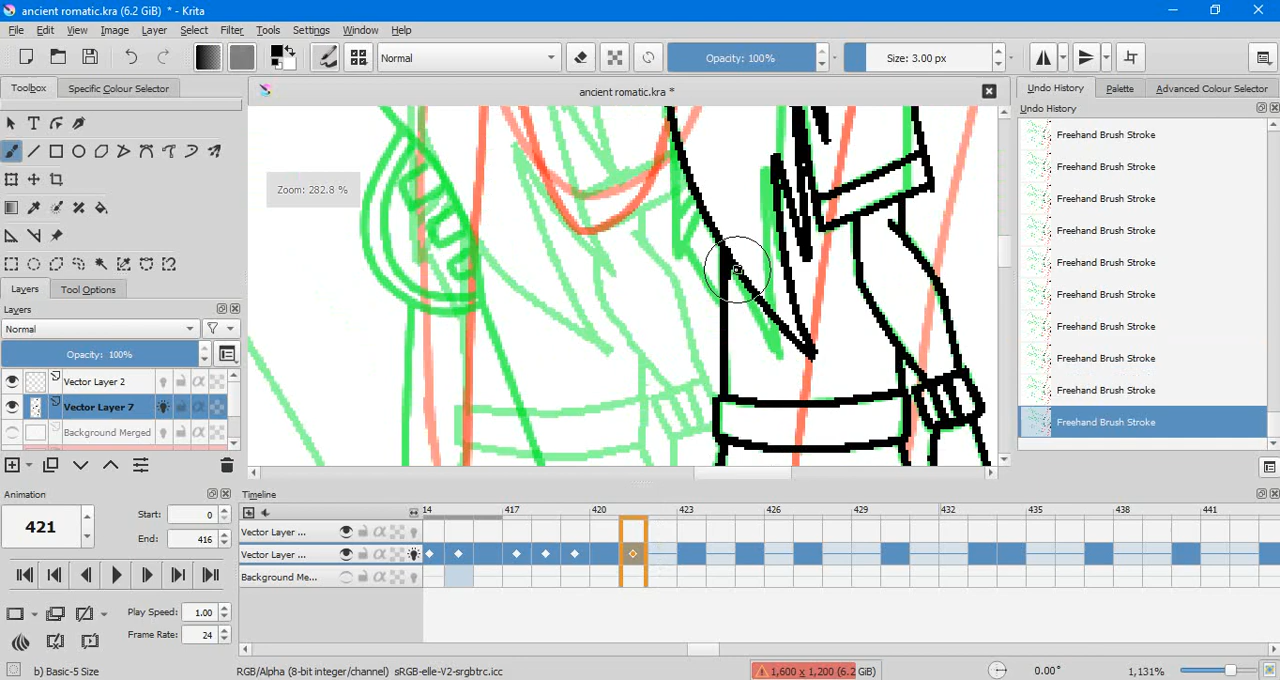 ancient romatic.kra (6.2 GiB)  * - Krita
File Edit View Image Layer Select Filter Tools Settings Window Help
Normal Opacity: 100% Size: 3.00 px
Toolbox Specific Colour Selector
ancient romatic.kra *
Undo History Palette Advanced Colour Selector
Undo History
Freehand Brush Stroke
Freehand Brush Stroke
Freehand Brush Stroke
Freehand Brush Stroke
Freehand Brush Stroke
Freehand Brush Stroke
Freehand Brush Stroke
Freehand Brush Stroke
Freehand Brush Stroke
Freehand Brush Stroke
Zoom: 282.8 %
Layers Tool Options
Layers
Normal
Opacity: 100%
Vector Layer 2
Vector Layer 7
Background Merged
Animation
421
Start: 0
End: 416
Play Speed: 1.00
Frame Rate: 24
Timeline
14 417 420 423 426 429 432 435 438 441
Vector Layer ...
Vector Layer ...
Background Me...
b) Basic-5 Size
RGB/Alpha (8-bit integer/channel)  sRGB-elle-V2-srgbtrc.icc
1,600 x 1,200 (6.2 GiB)
0.00°
1,131%